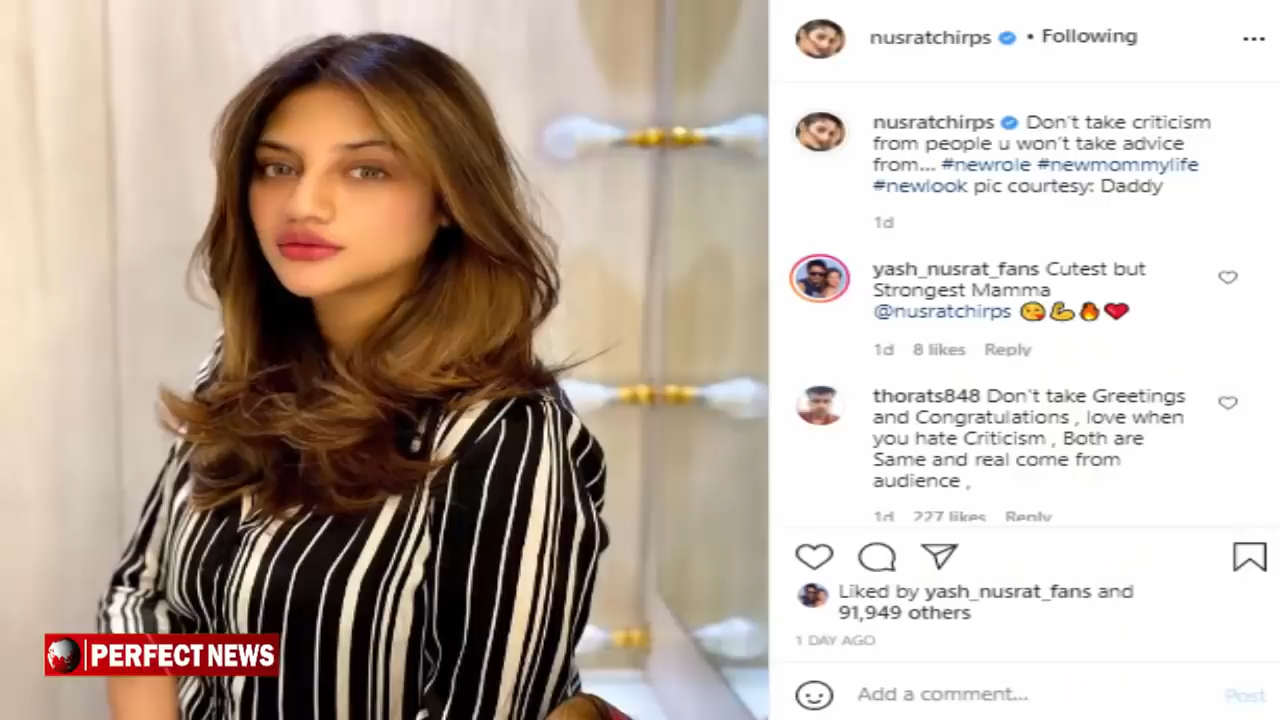 nusratchirps • Following
nusratchirps Don't take criticism
from people u won't take advice
from... #newrole #newmommylife
#newlook pic courtesy: Daddy
1d
yash_nusrat_fans Cutest but
Strongest Mamma
@nusratchirps 😘💪🔥❤️
1d 8 likes Reply
thorats848 Don't take Greetings
and Congratulations , love when
you hate Criticism , Both are
Same and real come from
audience ,
1d 227 likes Reply
Liked by yash_nusrat_fans and
91,949 others
1 DAY AGO
Add a comment... Post
PERFECT NEWS